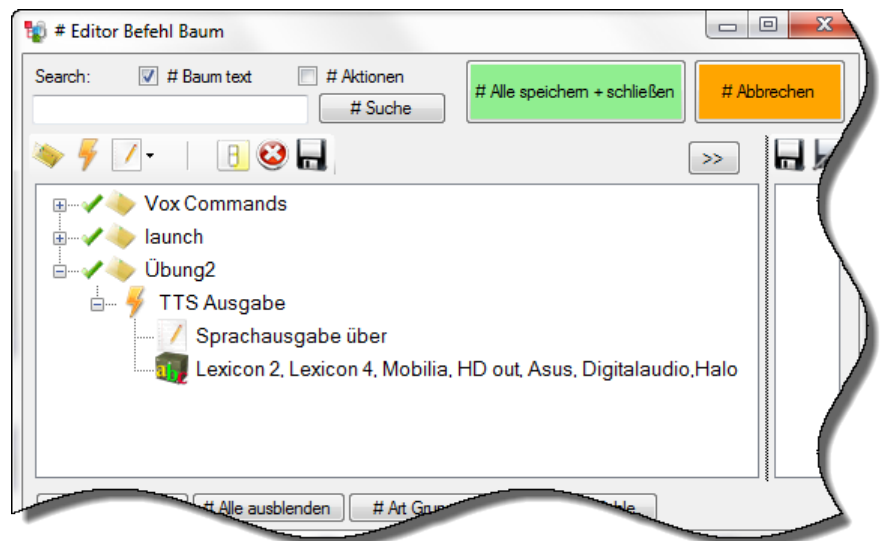 # Editor Befehl Baum
Search: # Baum text # Aktionen
# Suche
# Alle speichern + schließen
# Abbrechen
>>
Vox Commands
launch
Übung2
TTS Ausgabe
Sprachausgabe über
Lexicon 2, Lexicon 4, Mobilia, HD out, Asus, Digitalaudio,Halo
# Alle ausblenden # Art